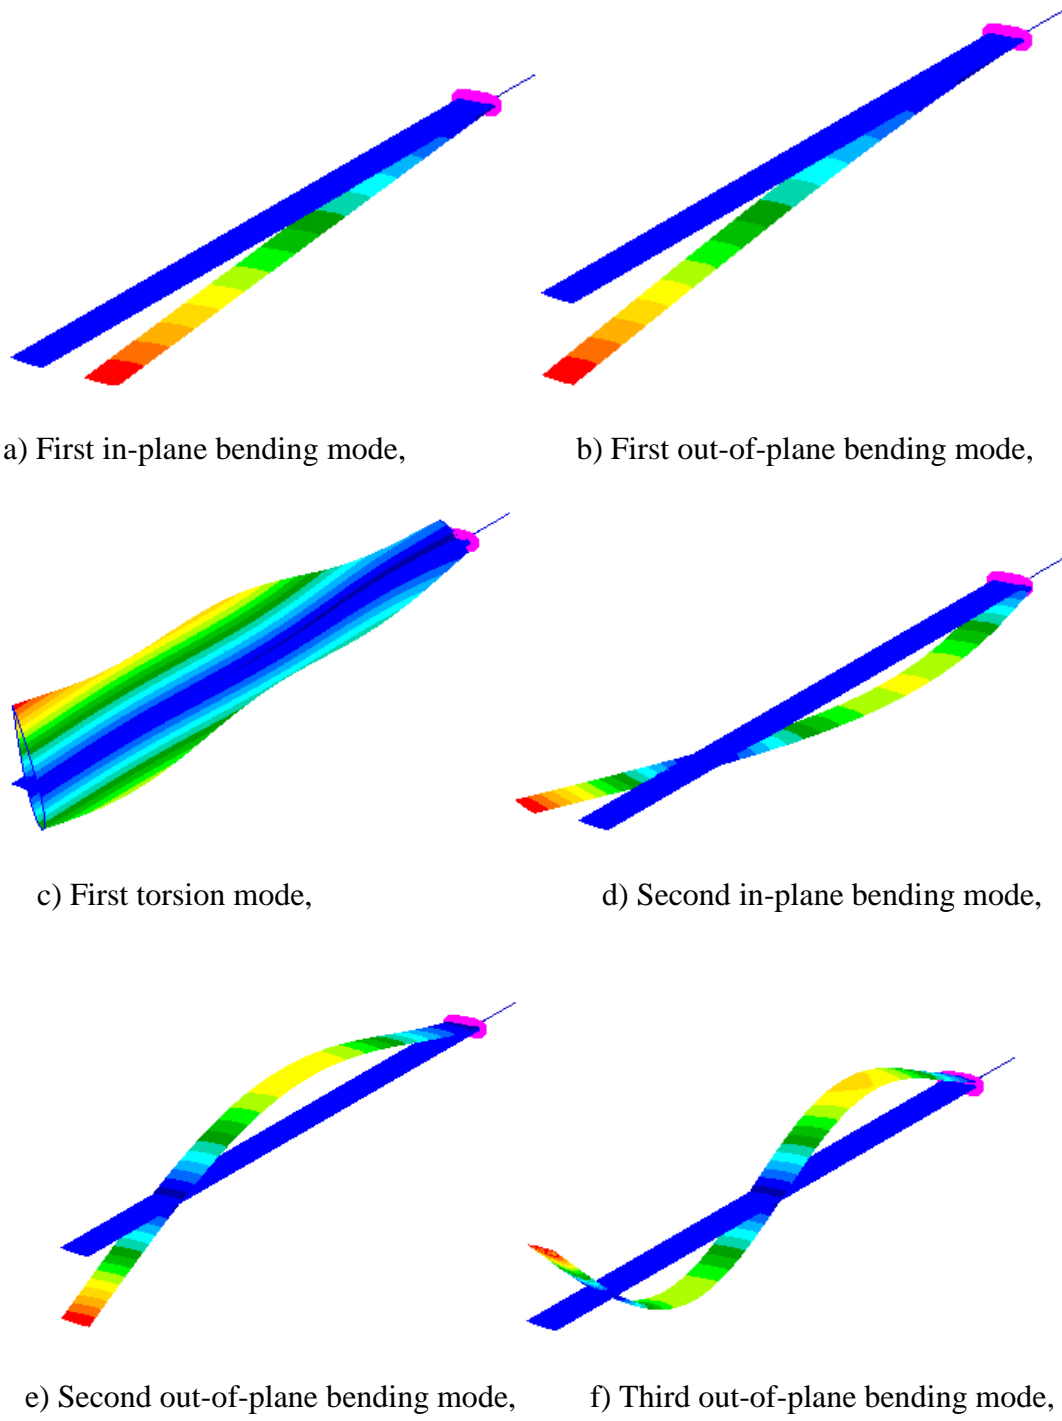 a) First in-plane bending mode,
b) First out-of-plane bending mode,
c) First torsion mode,
d) Second in-plane bending mode,
e) Second out-of-plane bending mode,
f) Third out-of-plane bending mode,